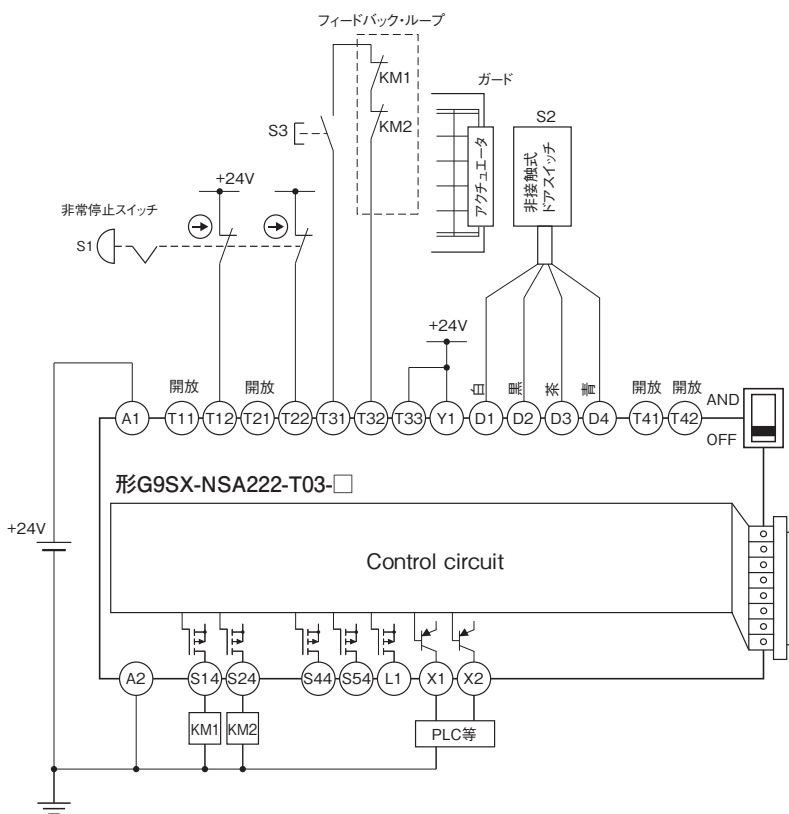 フィードバック・ループ
KM1
ガード
S2
S3
KM2
アクチュエータ
非接触式
ドアスイッチ
+24V
非常停止スイッチ
S1
+24V
開放
開放
白
黒
茶
青
開放
開放
AND
A1
T11
T12
T21
T22
T31
T32
T33
Y1
D1
D2
D3
D4
T41
T42
OFF
形G9SX-NSA222-T03-□
+24V
Control circuit
A2
S14
S24
S44
S54
L1
X1
X2
KM1
KM2
PLC等